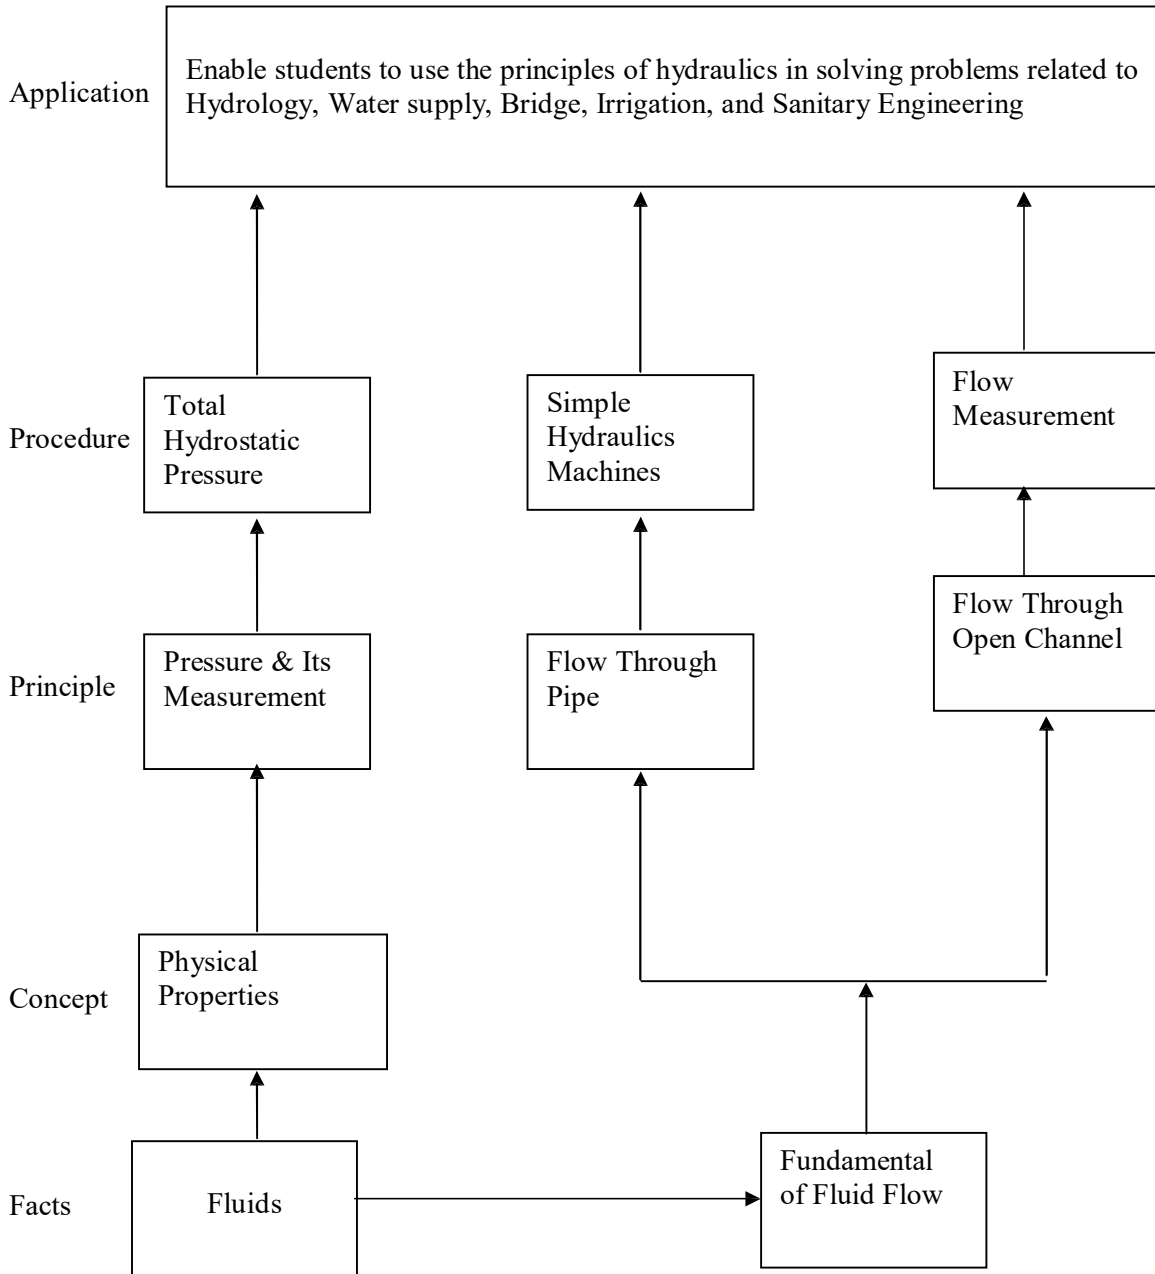 Application
Enable students to use the principles of hydraulics in solving problems related to
Hydrology, Water supply, Bridge, Irrigation, and Sanitary Engineering
Procedure
Total
Hydrostatic
Pressure
Simple
Hydraulics
Machines
Flow
Measurement
Principle
Pressure & Its
Measurement
Flow Through
Pipe
Flow Through
Open Channel
Concept
Physical
Properties
Facts
Fluids
Fundamental
of Fluid Flow